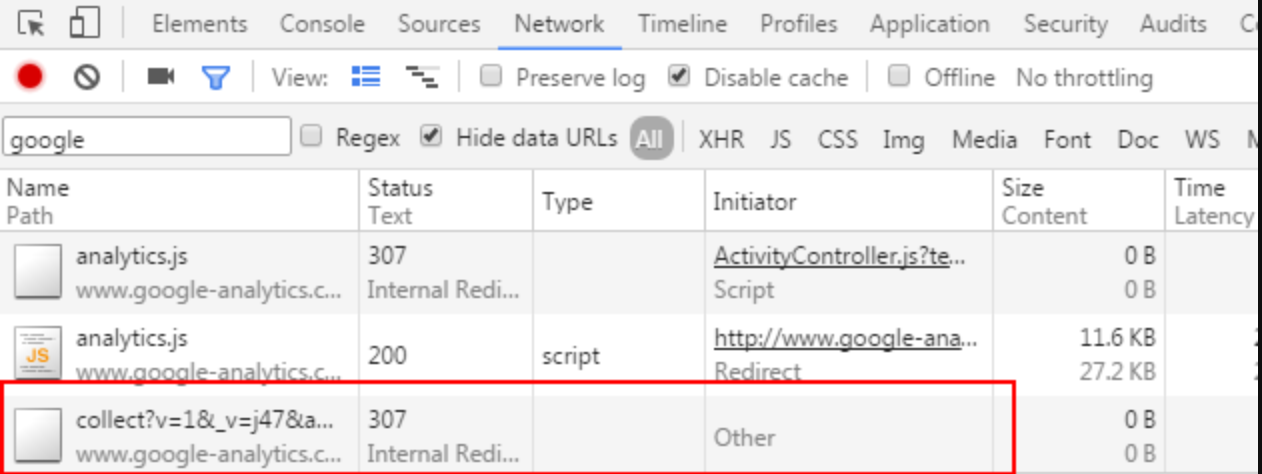 Elements Console Sources Network Timeline Profiles Application Security Audits
View: Preserve log Disable cache Offline No throttling
google Regex Hide data URLs All XHR JS CSS Img Media Font Doc WS
Name Status Type Initiator Size Time
Path Text Content Latency
analytics.js 307 ActivityController.js?te... 0 B
www.google-analytics.c... Internal Redi... Script 0 B
analytics.js 200 script http://www.google-ana... 11.6 KB
JS www.google-analytics.c... Redirect 27.2 KB
collect?v=1&_v=j47&a... 307 Other 0 B
www.google-analytics.c... Internal Redi... 0 B